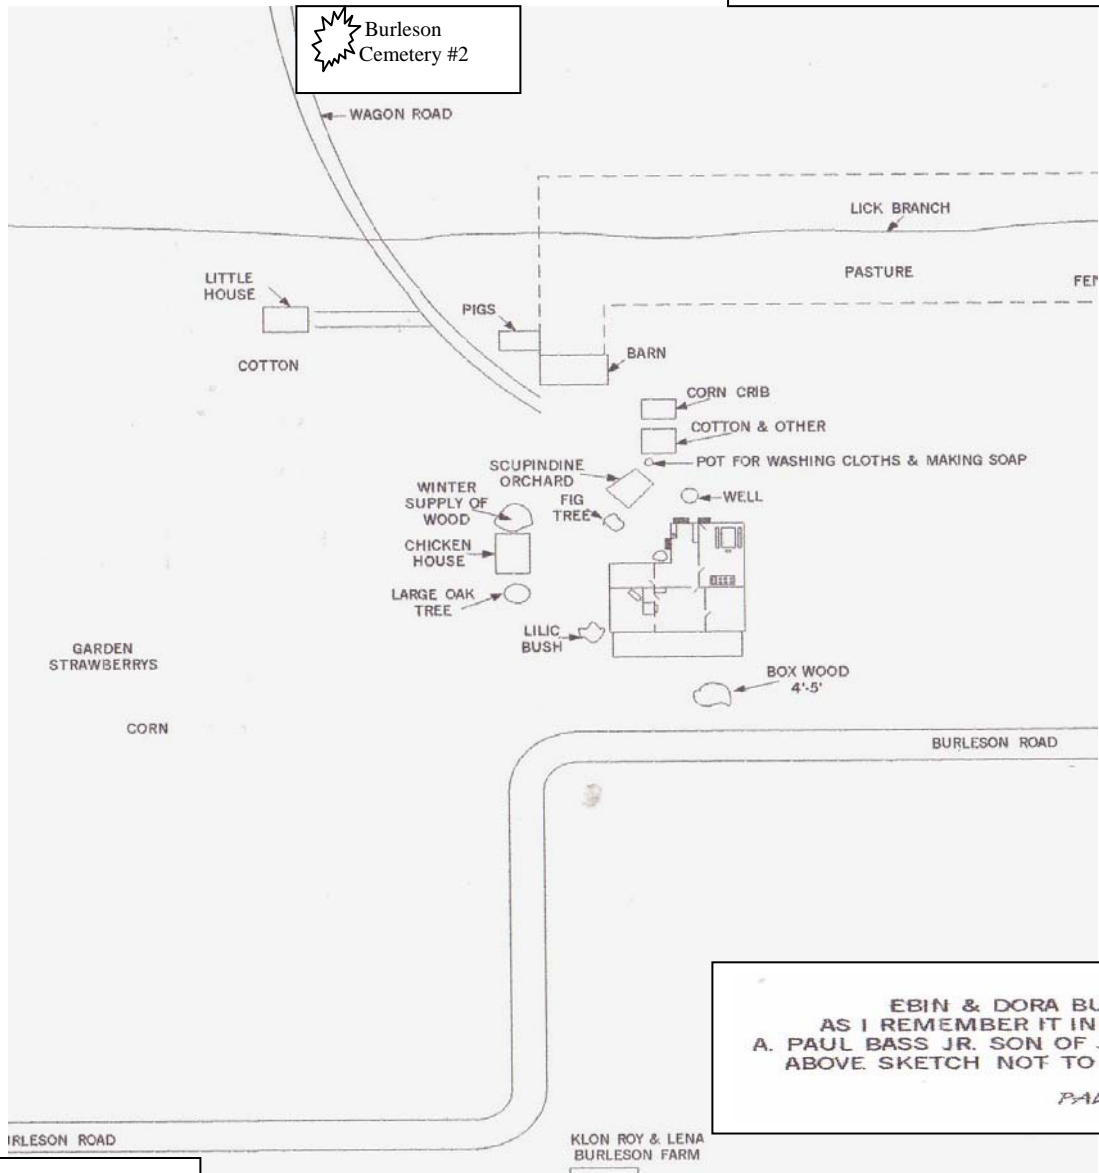 Burleson
Cemetery #2
WAGON ROAD
LICK BRANCH
PASTURE
LITTLE
HOUSE
PIGS
COTTON
BARN
CORN CRIB
COTTON & OTHER
POT FOR WASHING CLOTHS & MAKING SOAP
SCUPINDINE
ORCHARD
WELL
WINTER
SUPPLY OF
WOOD
FIG
TREE
CHICKEN
HOUSE
LARGE OAK
TREE
LILIC
BUSH
GARDEN
STRAWBERRYS
BOX WOOD
4'-5'
CORN
BURLESON ROAD
EBIN & DORA BU
AS I REMEMBER IT IN
A. PAUL BASS JR. SON OF
ABOVE SKETCH NOT TO
URLESON ROAD
KLON ROY & LENA
BURLESON FARM